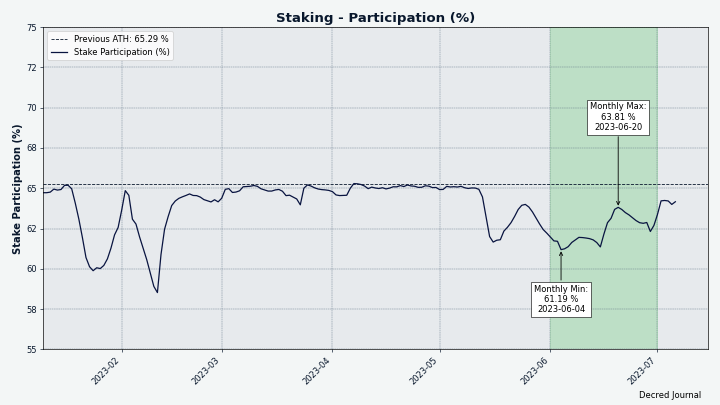 Staking - Participation (%)
Previous ATH: 65.29 %
Stake Participation (%)
Stake Participation (%)
75
72
70
68
65
62
60
58
55
Monthly Max:
63.81 %
2023-06-20
Monthly Min:
61.19 %
2023-06-04
2023-02
2023-03
2023-04
2023-05
2023-06
2023-07
Decred Journal